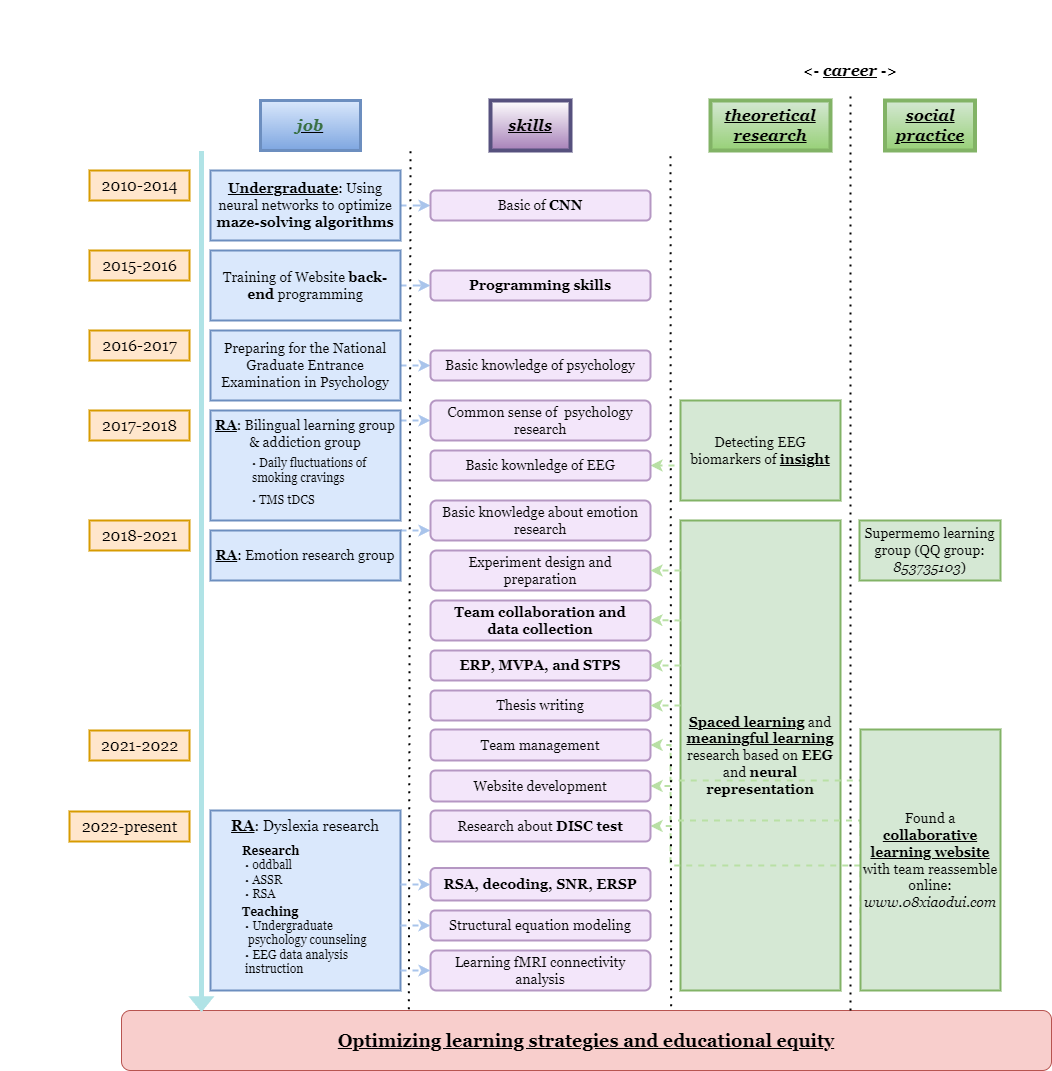 <- career ->
job
skills
theoretical
research
social
practice
2010-2014
Undergraduate: Using
neural networks to optimize
maze-solving algorithms
Basic of CNN
2015-2016
Training of Website back-
end programming
Programming skills
2016-2017
Preparing for the National
Graduate Entrance
Examination in Psychology
Basic knowledge of psychology
2017-2018
RA: Bilingual learning group
& addiction group
- Daily fluctuations of
smoking cravings
- TMS tDCS
Common sense of psychology
research
Basic kownledge of EEG
Detecting EEG
biomarkers of insight
2018-2021
RA: Emotion research group
Basic knowledge about emotion
research
Experiment design and
preparation
Team collaboration and
data collection
ERP, MVPA, and STPS
Thesis writing
Spaced learning and
meaningful learning
research based on EEG
and neural
representation
Supermemo learning
group (QQ group:
853735103)
2021-2022
Team management
Website development
Research about DISC test
2022-present
RA: Dyslexia research
Research
- oddball
- ASSR
- RSA
Teaching
- Undergraduate
psychology counseling
- EEG data analysis
instruction
RSA, decoding, SNR, ERSP
Structural equation modeling
Learning fMRI connectivity
analysis
Found a
collaborative
learning website
with team reassemble
online:
www.08xiaodui.com
Optimizing learning strategies and educational equity